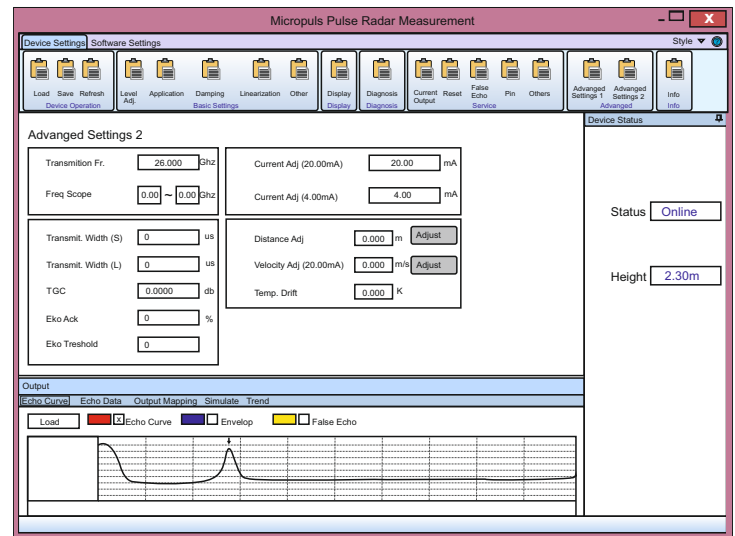 Micropuls Pulse Radar Measurement
X
Device Settings Software Settings
Style
Load Save Refresh
Device Operation
Level Adj. Application Damping Linearization Other
Basic Settings
Display
Display
Diagnosis
Diagnosis
Current Output Reset False Echo Pin Others
Service
Advanged Settings 1 Advanged Settings 2
Advanged
Info
Info
Device Status
Advanged Settings 2
Transmition Fr. 26.000 Ghz
Freq Scope 0.00 ~ 0.00 Ghz
Current Adj (20.00mA) 20.00 mA
Current Adj (4.00mA) 4.00 mA
Transmit. Width (S) 0 us
Transmit. Width (L) 0 us
TGC 0.0000 db
Eko Ack 0 %
Eko Treshold 0
Distance Adj 0.000 m Adjust
Velocity Adj (20.00mA) 0.000 m/s Adjust
Temp. Drift 0.000 K
Status Online
Height 2.30m
Output
Echo Curvel Echo Data Output Mapping Simulate Trend
Load X Echo Curve Envelop False Echo